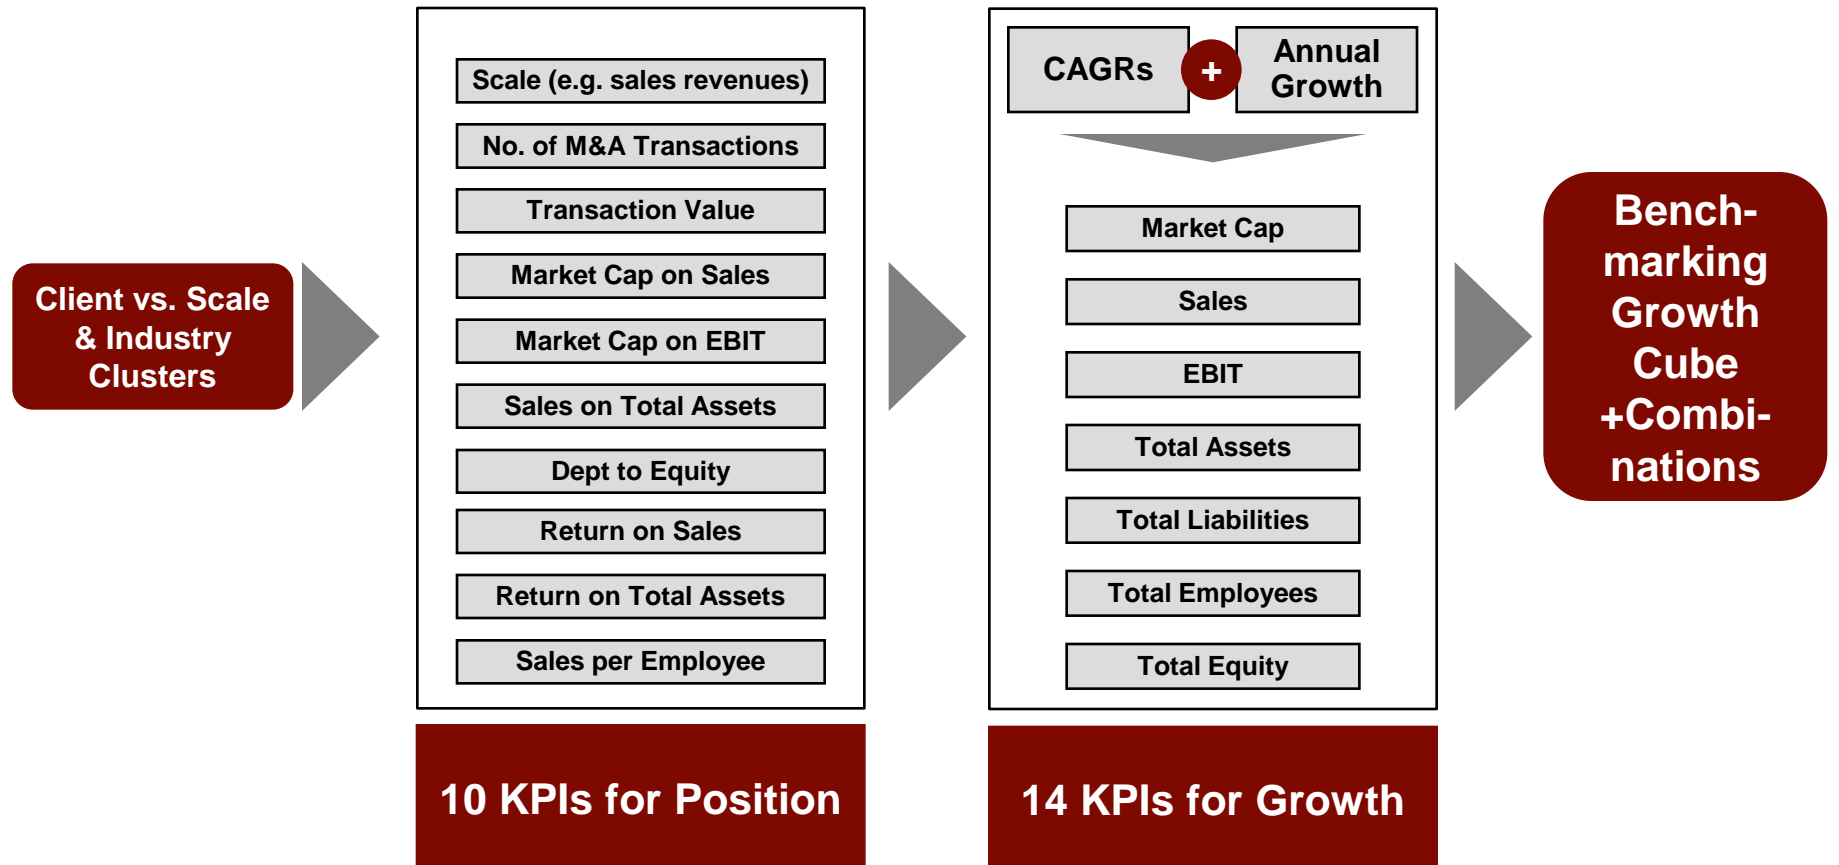 Client vs. Scale
& Industry
Clusters
Scale (e.g. sales revenues)
No. of M&A Transactions
Transaction Value
Market Cap on Sales
Market Cap on EBIT
Sales on Total Assets
Dept to Equity
Return on Sales
Return on Total Assets
Sales per Employee
10 KPIs for Position
CAGRs
+
Annual
Growth
Market Cap
Sales
EBIT
Total Assets
Total Liabilities
Total Employees
Total Equity
14 KPIs for Growth
Bench-
marking
Growth
Cube
+Combi-
nations